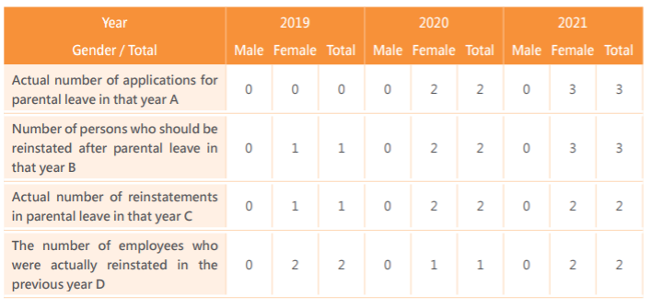 Year 2019 2020 2021
Gender / Total Male Female Total Male Female Total Male Female Total
Actual number of applications for
parental leave in that year A 0 0 0 0 2 2 0 3 3
Number of persons who should be
reinstated after parental leave in
that year B 0 1 1 0 2 2 0 3 3
Actual number of reinstatements
in parental leave in that year C 0 1 1 0 2 2 0 2 2
The number of employees who
were actually reinstated in the
previous year D 0 2 2 0 1 1 0 2 2